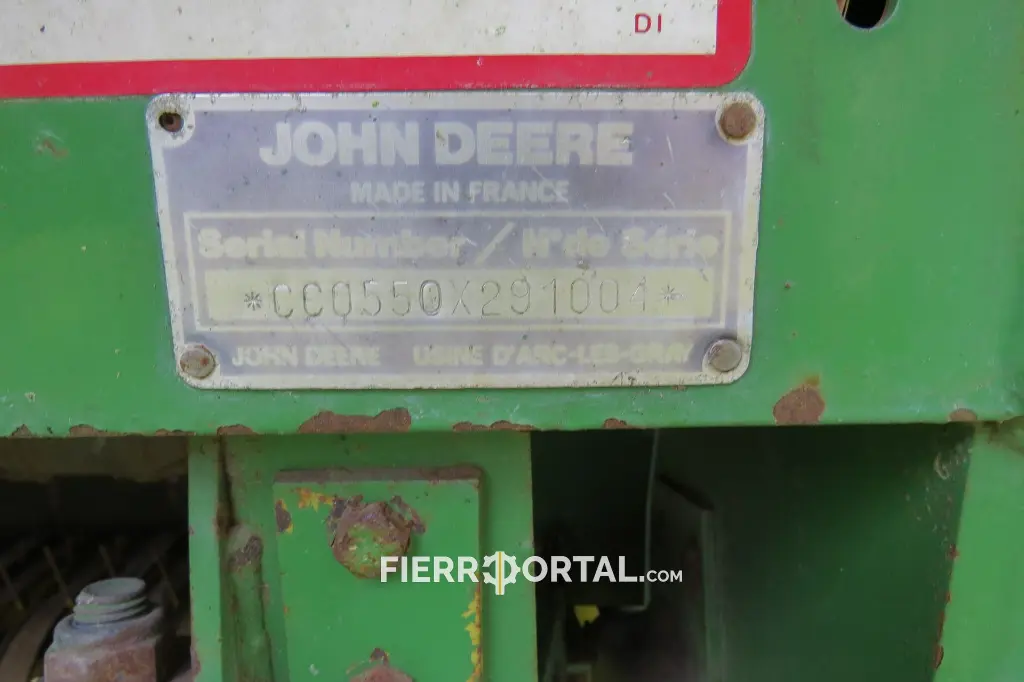 DI
JOHN DEERE
MADE IN FRANCE
Serial Number / N° de Série
*CC0550X291004*
JOHN DEERE USINE D'ARC-LES-GRAY
FIERROPORTAL.COM